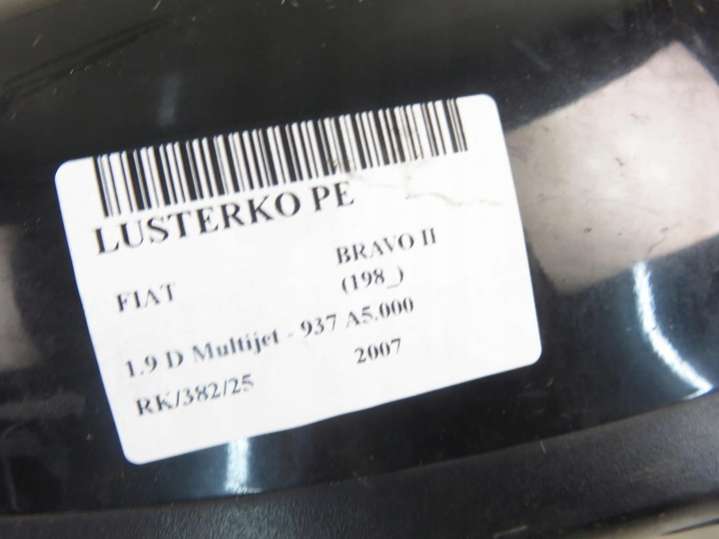 LUSTERKO PE
FIAT BRAVO II
(198_)
1.9 D Multijet - 937 A5.000
RK/382/25 2007